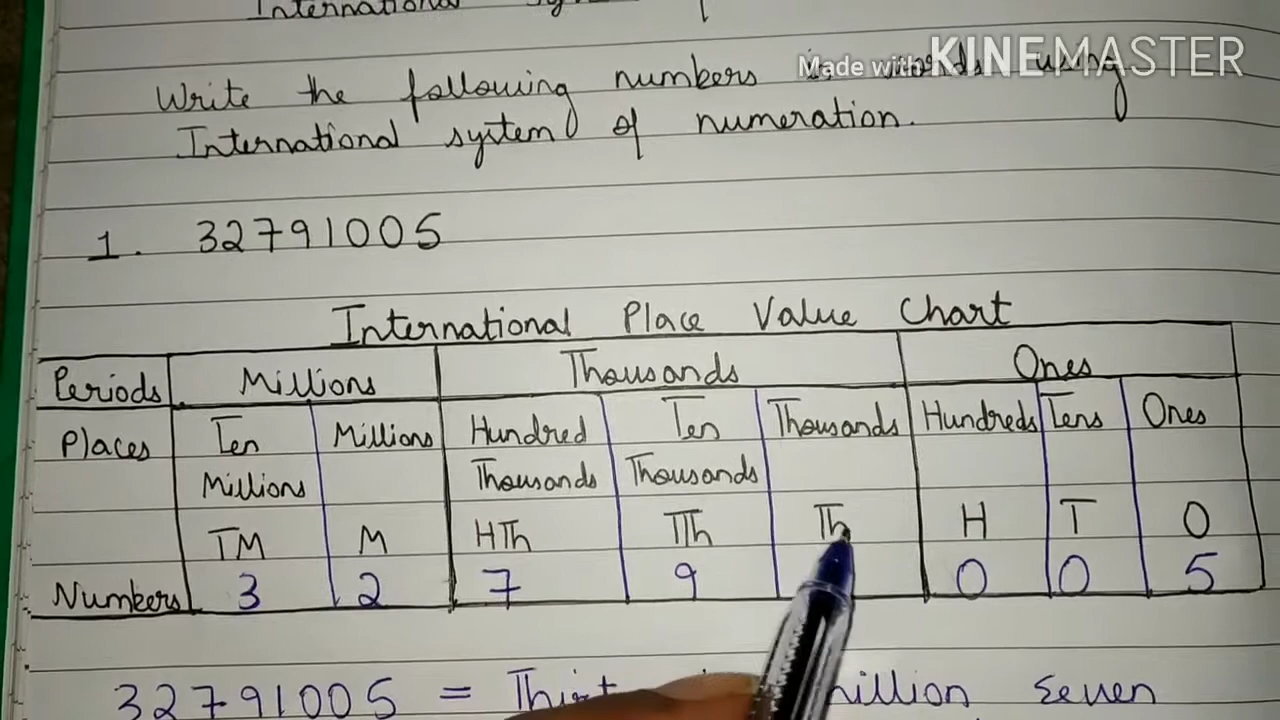 International
Made with KINEMASTER
Write the following numbers using
International system of numeration.
1. 32791005
International Place Value Chart
Periods Millions Thousands Ones
Places Ten Millions Hundred Ten Thousands Hundreds Tens Ones
Millions Thousands Thousands
TM M HTh TTh Th H T O
Numbers 3 2 7 9 0 0 5
32791005 = million seven